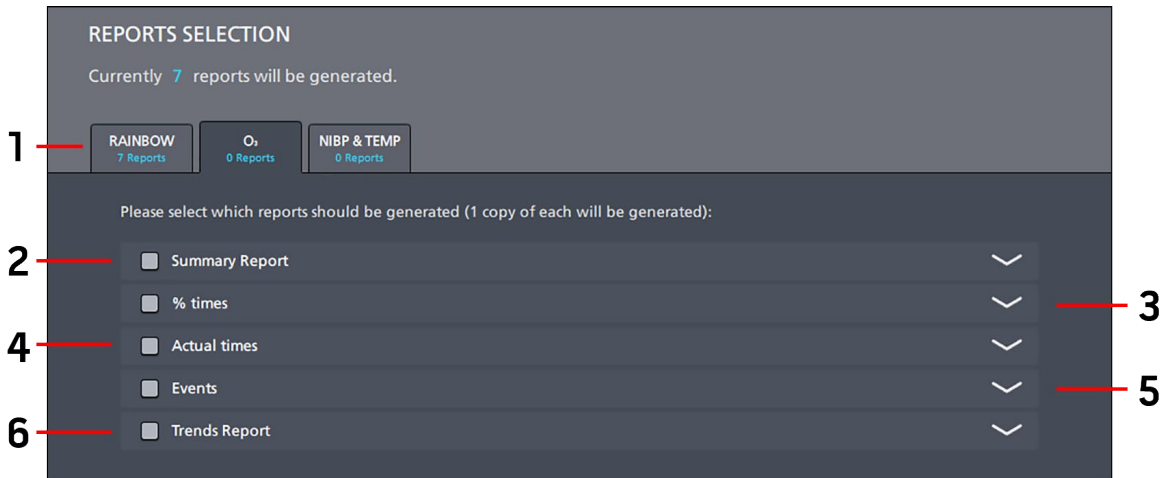 REPORTS SELECTION
Currently 7 reports will be generated.
1
RAINBOW O₃ NIBP & TEMP
7 Reports 0 Reports 0 Reports
Please select which reports should be generated (1 copy of each will be generated):
2 Summary Report
% times 3
4 Actual times
Events 5
6 Trends Report